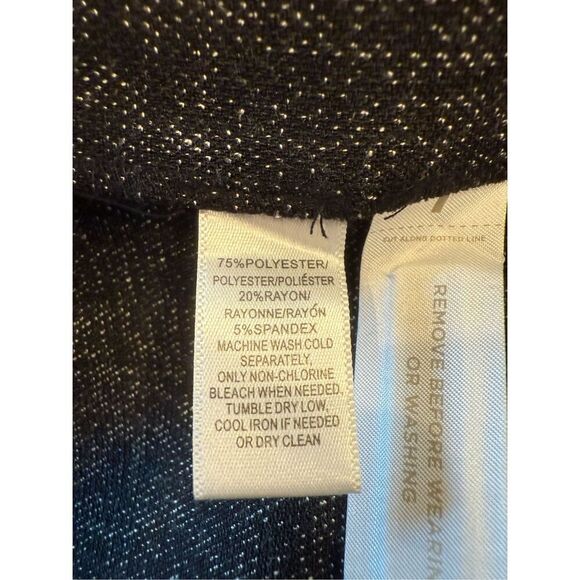 75%POLYESTER/
POLYESTER/POLIÉSTER
20%RAYON/
RAYONNE/RAYÓN
5%SPANDEX
MACHINE WASH COLD
SEPARATELY,
ONLY NON-CHLORINE
BLEACH WHEN NEEDED.
TUMBLE DRY LOW,
COOL IRON IF NEEDED
OR DRY CLEAN
CUT ALONG DOTTED LINE
REMOVE BEFORE WEARIN
OR WASHING